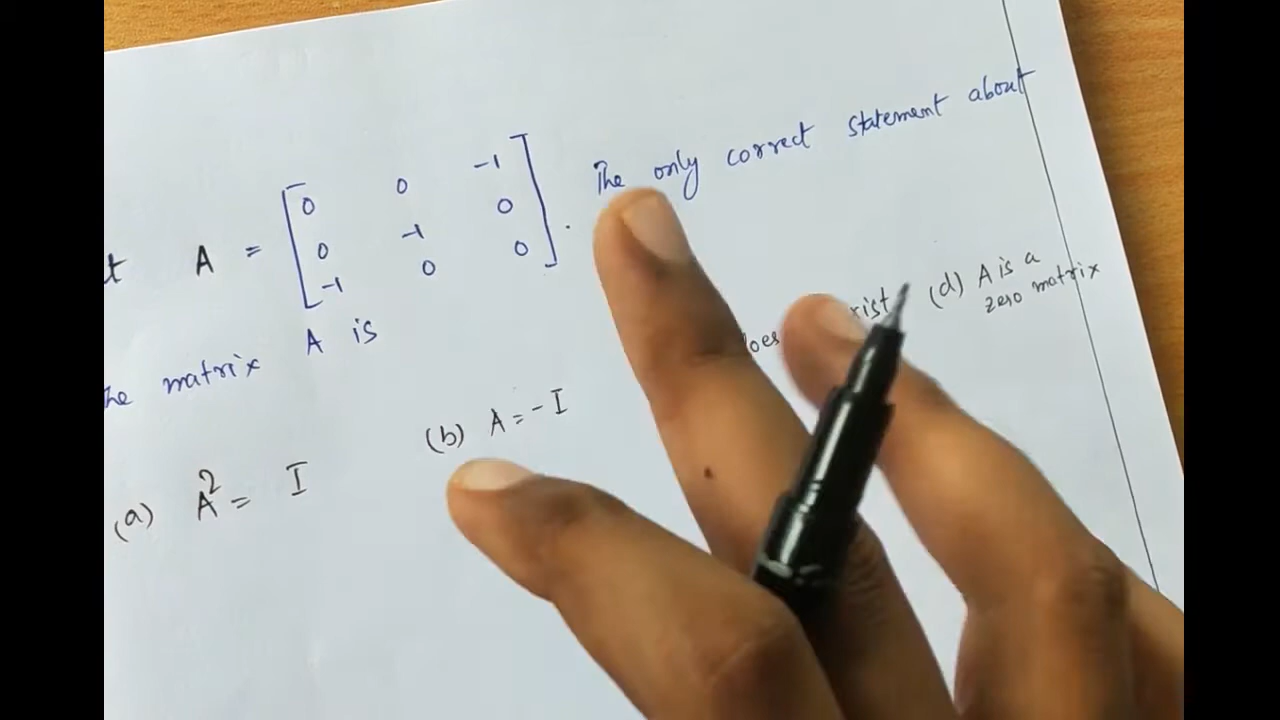 A = [ 0 0 -1
0 -1 0
-1 0 0 ] . The only correct statement about
matrix A is
(a) A² = I (b) A = -I (d) A is a
zero matrix